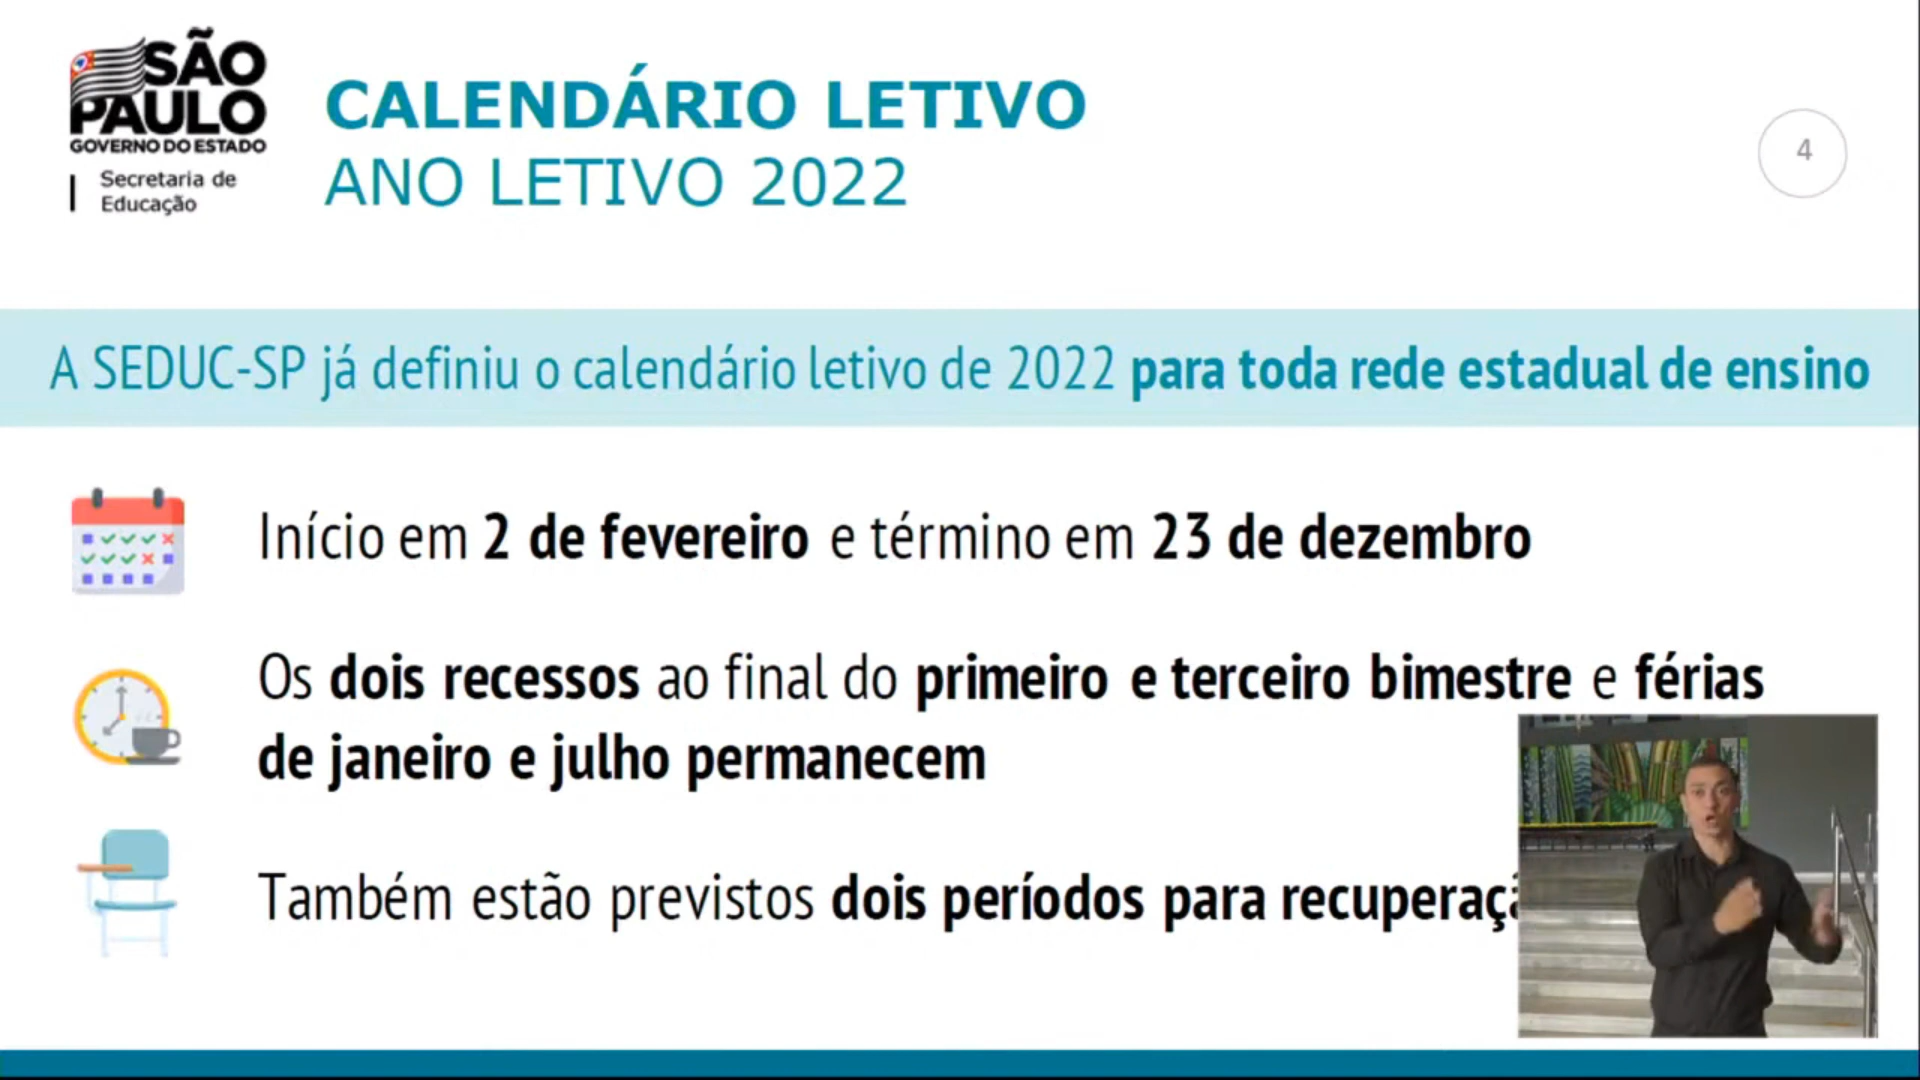 SÃO
PAULO
GOVERNO DO ESTADO
Secretaria de
Educação
CALENDÁRIO LETIVO
ANO LETIVO 2022
4
A SEDUC-SP já definiu o calendário letivo de 2022 para toda rede estadual de ensino
Início em 2 de fevereiro e término em 23 de dezembro
Os dois recessos ao final do primeiro e terceiro bimestre e férias
de janeiro e julho permanecem
Também estão previstos dois períodos para